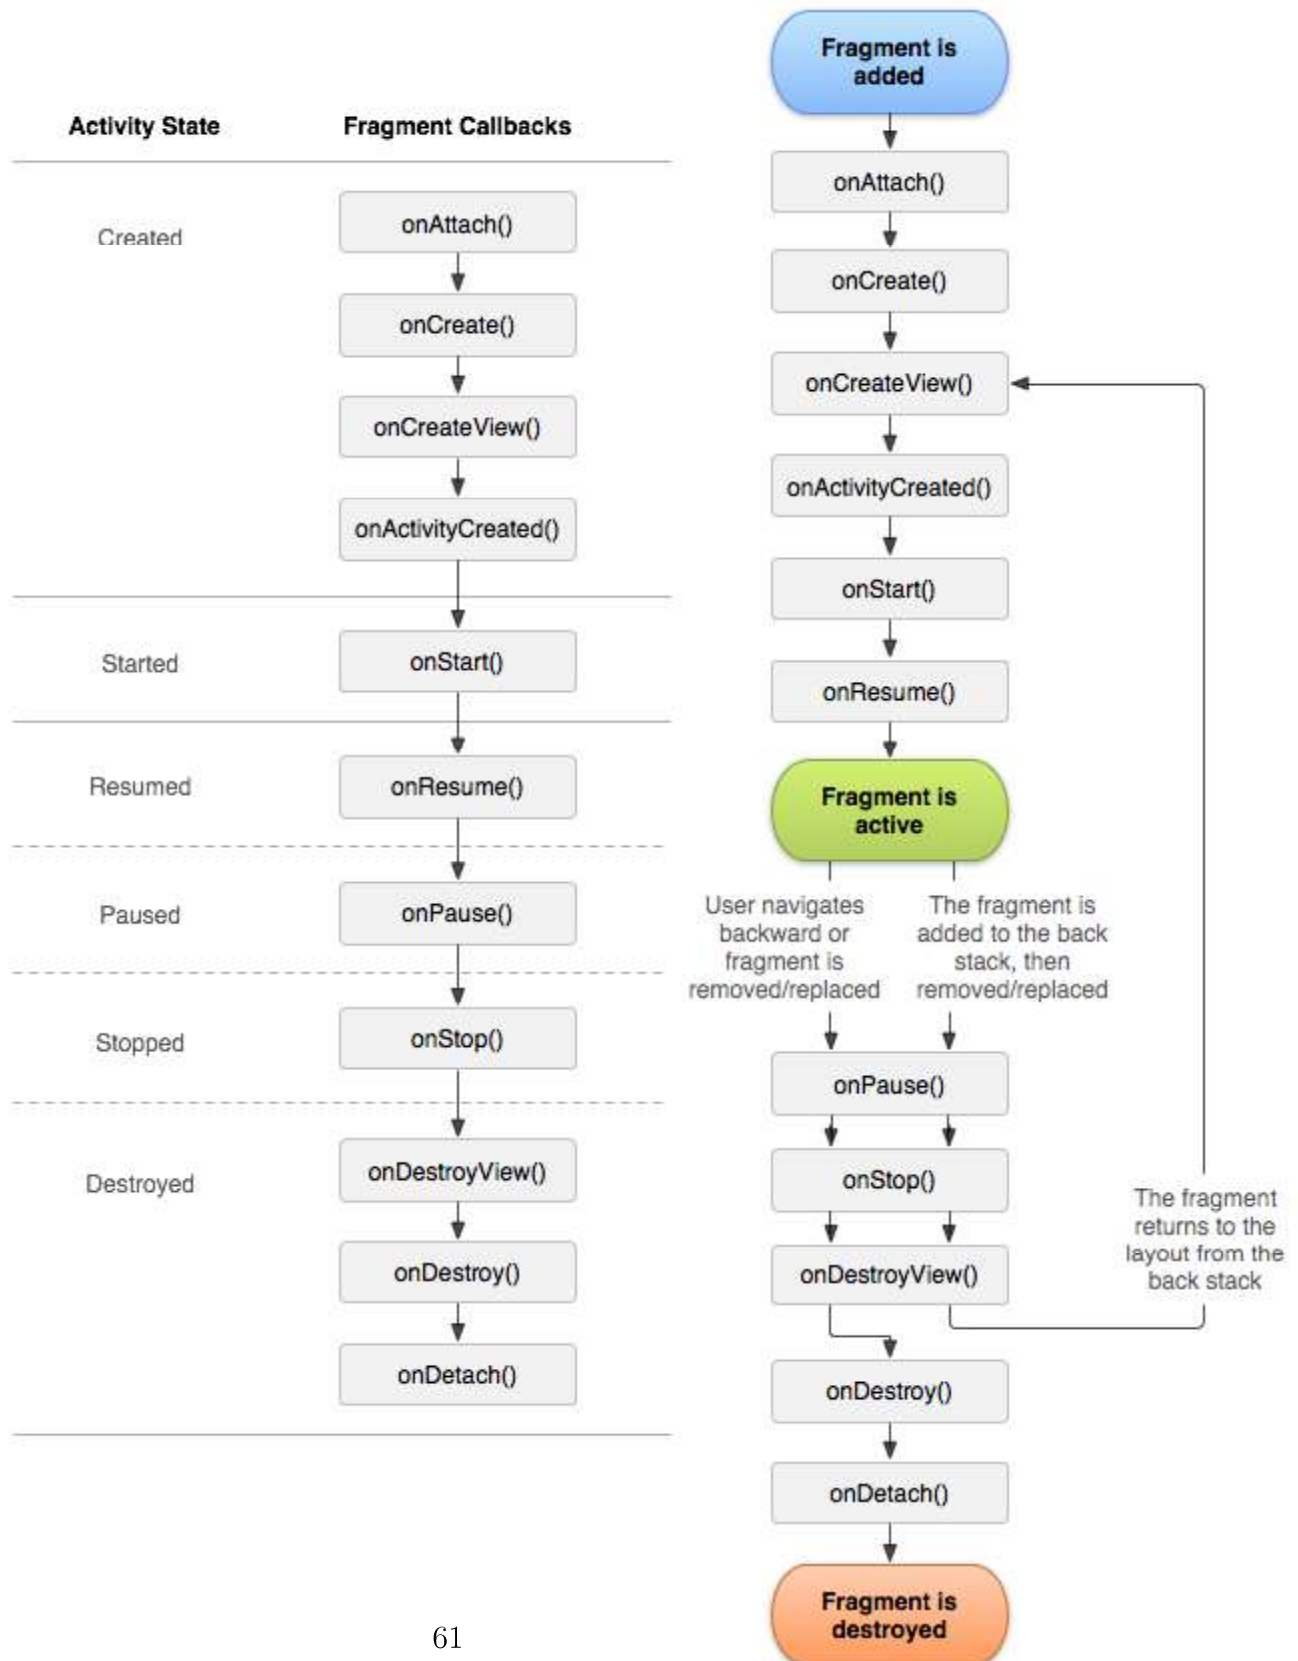 Activity State
Fragment Callbacks
Created
onAttach()
onCreate()
onCreateView()
onActivityCreated()
Started
onStart()
Resumed
onResume()
Paused
onPause()
Stopped
onStop()
Destroyed
onDestroyView()
onDestroy()
onDetach()
Fragment is
added
onAttach()
onCreate()
onCreateView()
onActivityCreated()
onStart()
onResume()
Fragment is
active
User navigates
backward or
fragment is
removed/replaced
The fragment is
added to the back
stack, then
removed/replaced
onPause()
onStop()
onDestroyView()
The fragment
returns to the
layout from the
back stack
onDestroy()
onDetach()
Fragment is
destroyed
61